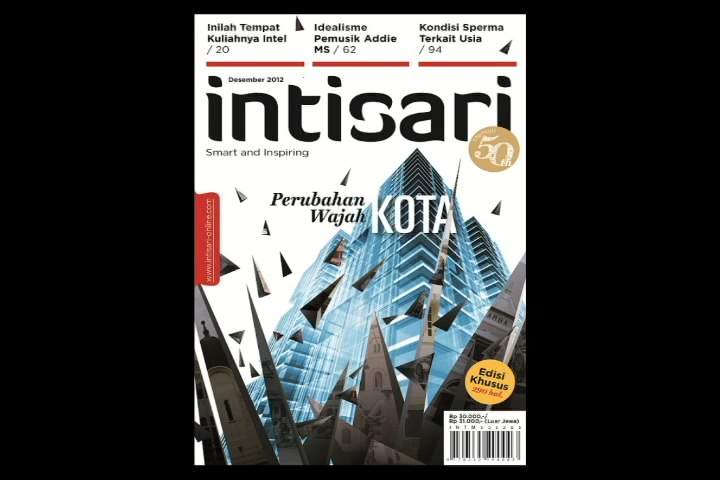 Inilah Tempat
Kuliahnya Intel
/ 20
Idealisme
Pemusik Addie
MS / 62
Kondisi Sperma
Terkait Usia
/ 94
Desember 2012
intisari
Smart and Inspiring
50th
Perubahan
Wajah KOTA
www.intisari-online.com
Edisi
Khusus
290 hal.
Rp 30.000,-/
Rp 31.000,- (Luar Jawa)